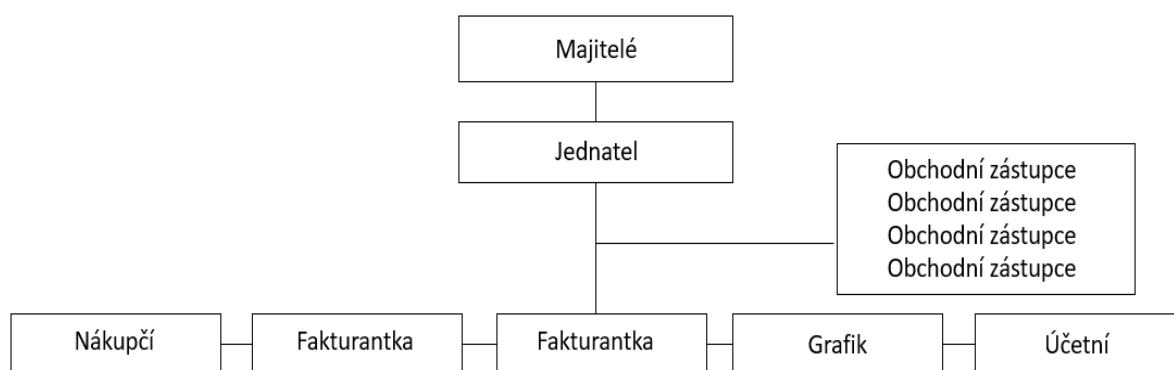 Majitelé
Jednatel
Obchodní zástupce
Obchodní zástupce
Obchodní zástupce
Obchodní zástupce
Nákupčí
Fakturantka
Fakturantka
Grafik
Účetní